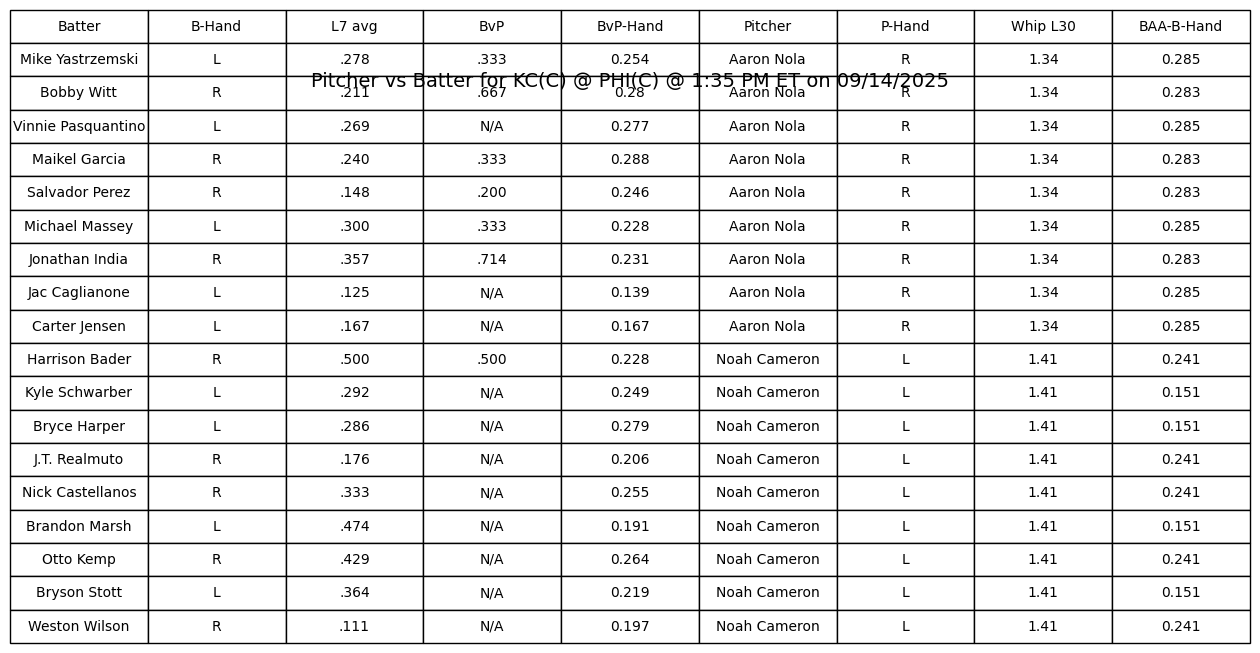 Batter B-Hand L7 avg BvP BvP-Hand Pitcher P-Hand Whip L30 BAA-B-Hand
Mike Yastrzemski L .278 .333 0.254 Aaron Nola R 1.34 0.285
Pitcher vs Batter for KC(C) @ PHI(C) @ 1:35 PM ET on 09/14/2025
Bobby Witt R .211 .667 0.28 Aaron Nola R 1.34 0.283
Vinnie Pasquantino L .269 N/A 0.277 Aaron Nola R 1.34 0.285
Maikel Garcia R .240 .333 0.288 Aaron Nola R 1.34 0.283
Salvador Perez R .148 .200 0.246 Aaron Nola R 1.34 0.283
Michael Massey L .300 .333 0.228 Aaron Nola R 1.34 0.285
Jonathan India R .357 .714 0.231 Aaron Nola R 1.34 0.283
Jac Caglianone L .125 N/A 0.139 Aaron Nola R 1.34 0.285
Carter Jensen L .167 N/A 0.167 Aaron Nola R 1.34 0.285
Harrison Bader R .500 .500 0.228 Noah Cameron L 1.41 0.241
Kyle Schwarber L .292 N/A 0.249 Noah Cameron L 1.41 0.151
Bryce Harper L .286 N/A 0.279 Noah Cameron L 1.41 0.151
J.T. Realmuto R .176 N/A 0.206 Noah Cameron L 1.41 0.241
Nick Castellanos R .333 N/A 0.255 Noah Cameron L 1.41 0.241
Brandon Marsh L .474 N/A 0.191 Noah Cameron L 1.41 0.151
Otto Kemp R .429 N/A 0.264 Noah Cameron L 1.41 0.241
Bryson Stott L .364 N/A 0.219 Noah Cameron L 1.41 0.151
Weston Wilson R .111 N/A 0.197 Noah Cameron L 1.41 0.241